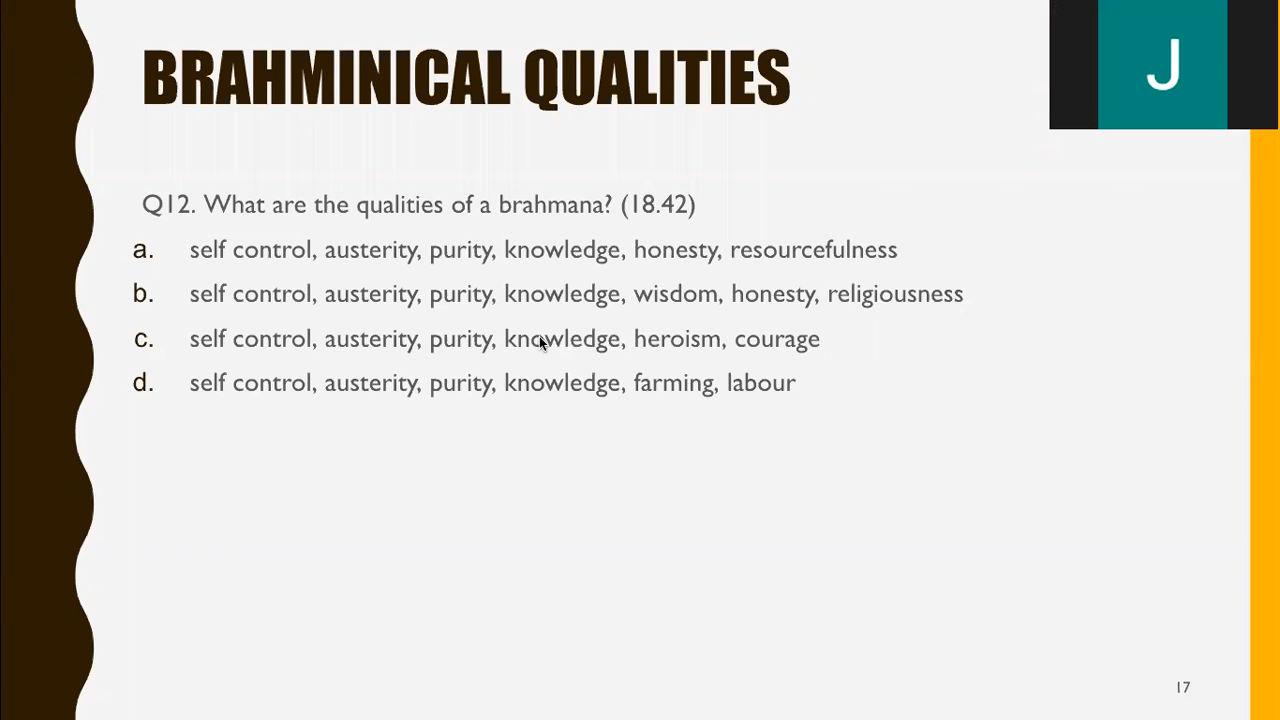 BRAHMINICAL QUALITIES
J
Q12. What are the qualities of a brahmana? (18.42)
a. self control, austerity, purity, knowledge, honesty, resourcefulness
b. self control, austerity, purity, knowledge, wisdom, honesty, religiousness
c. self control, austerity, purity, knowledge, heroism, courage
d. self control, austerity, purity, knowledge, farming, labour
17